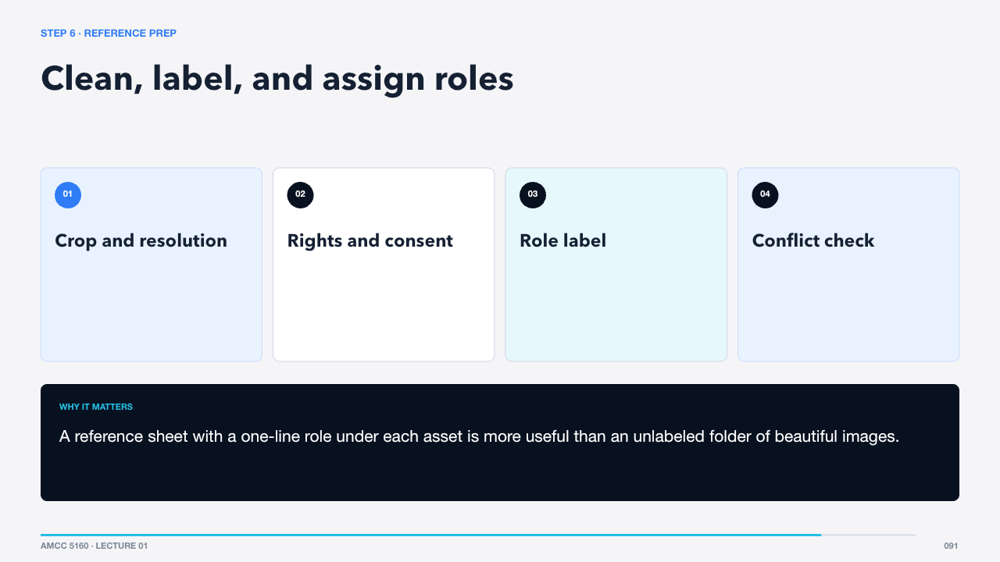 STEP 6 · REFERENCE PREP
Clean, label, and assign roles
01
Crop and resolution
02
Rights and consent
03
Role label
04
Conflict check
WHY IT MATTERS
A reference sheet with a one-line role under each asset is more useful than an unlabeled folder of beautiful images.
AMCC 5160 · LECTURE 01
091